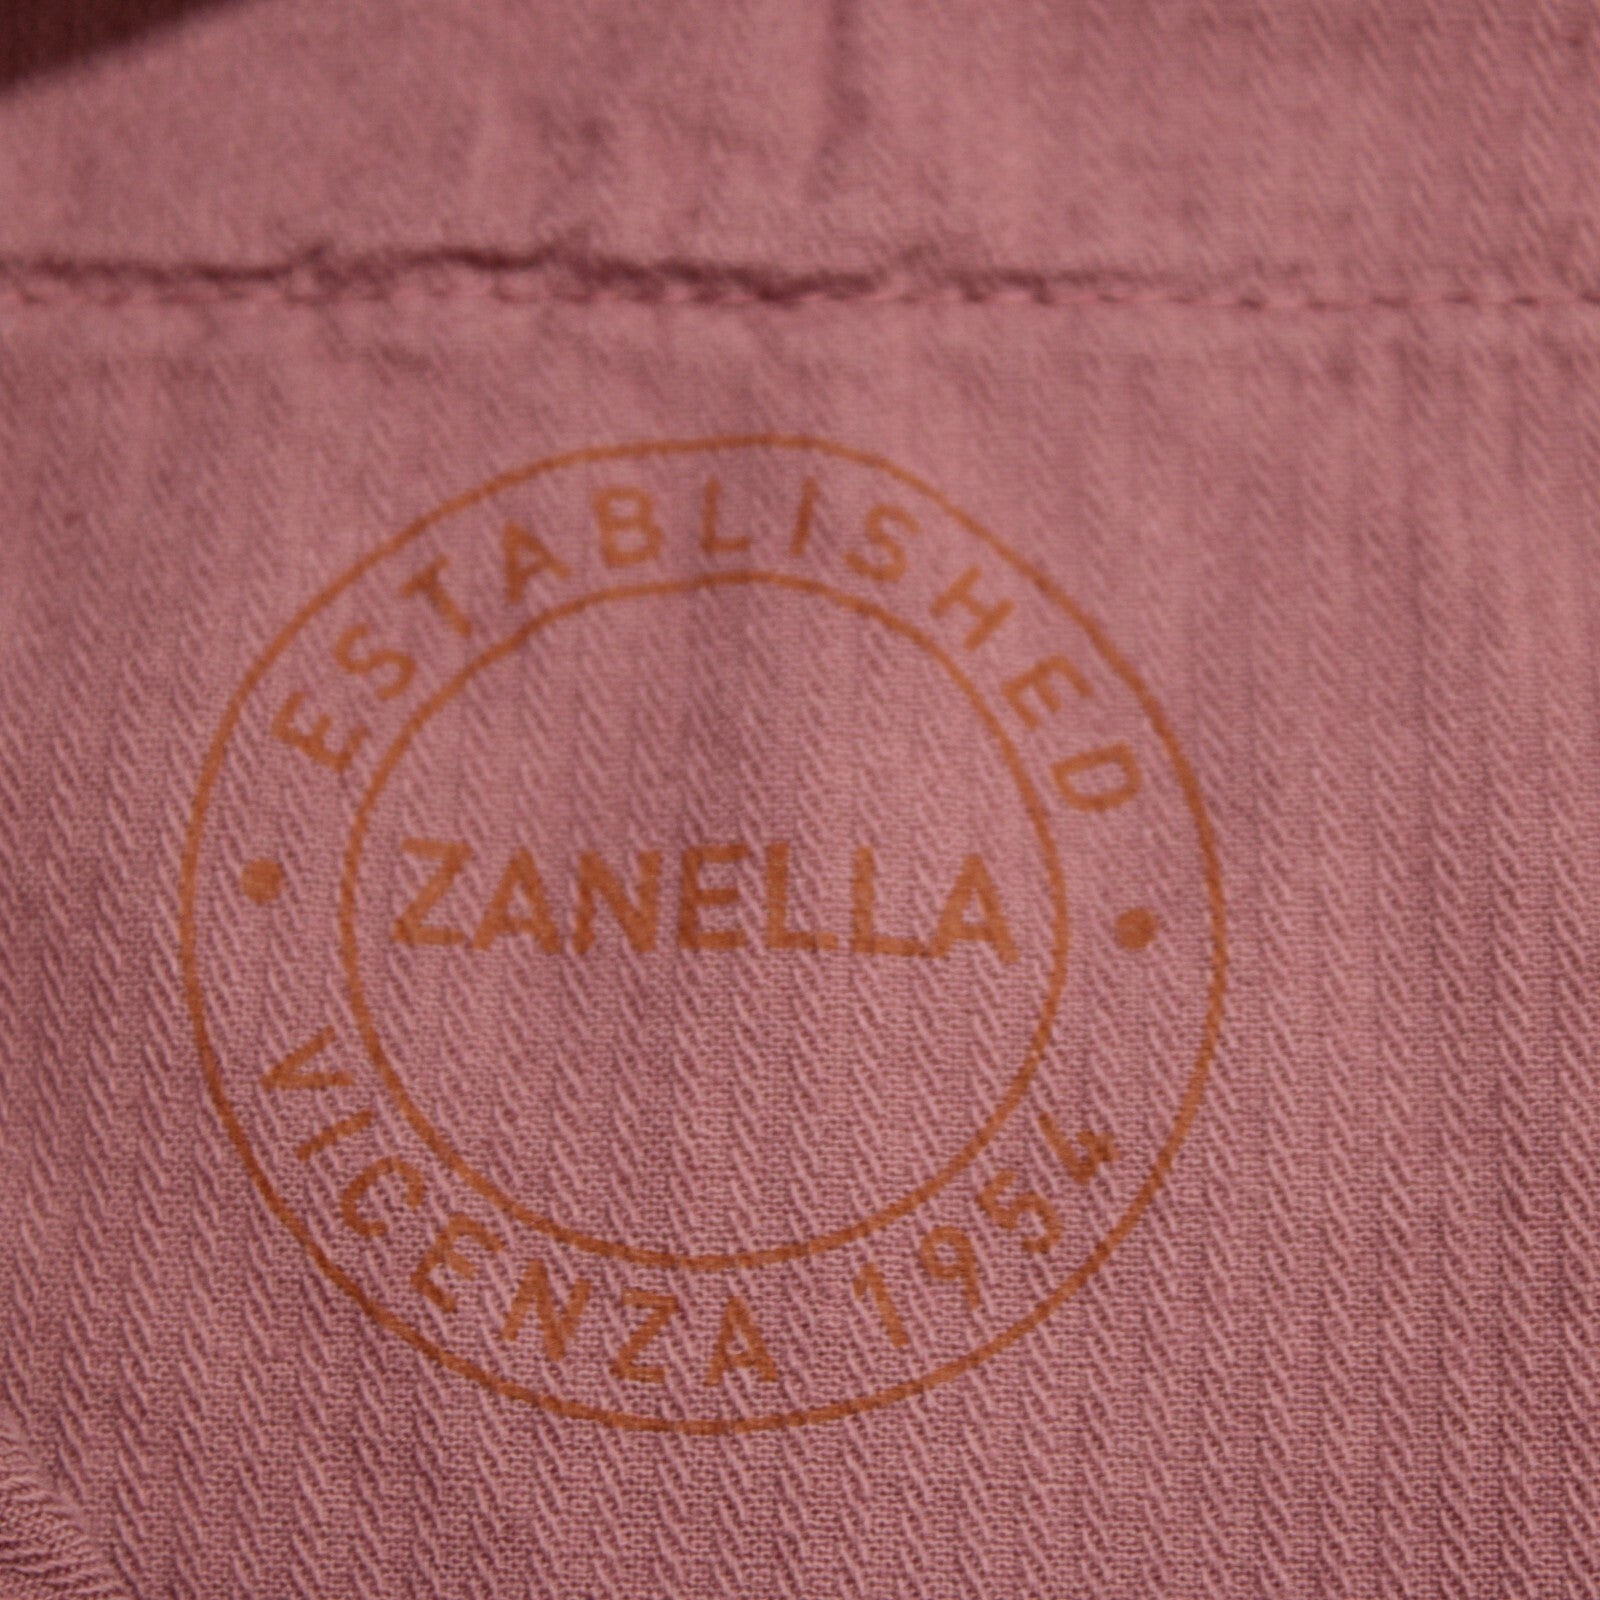 ESTABLISHED
ZANELLA
VICENZA 1954